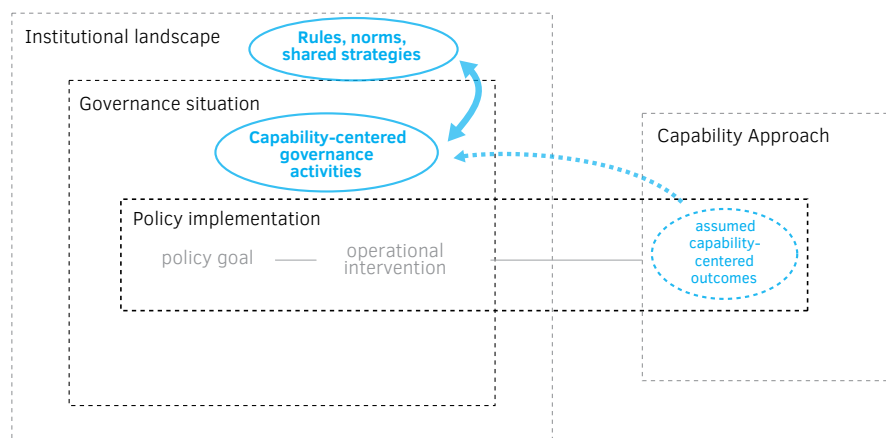 Institutional landscape
Rules, norms,
shared strategies
Governance situation
Capability-centered
governance
activities
Capability Approach
Policy implementation
policy goal
operational
intervention
assumed
capability-
centered
outcomes